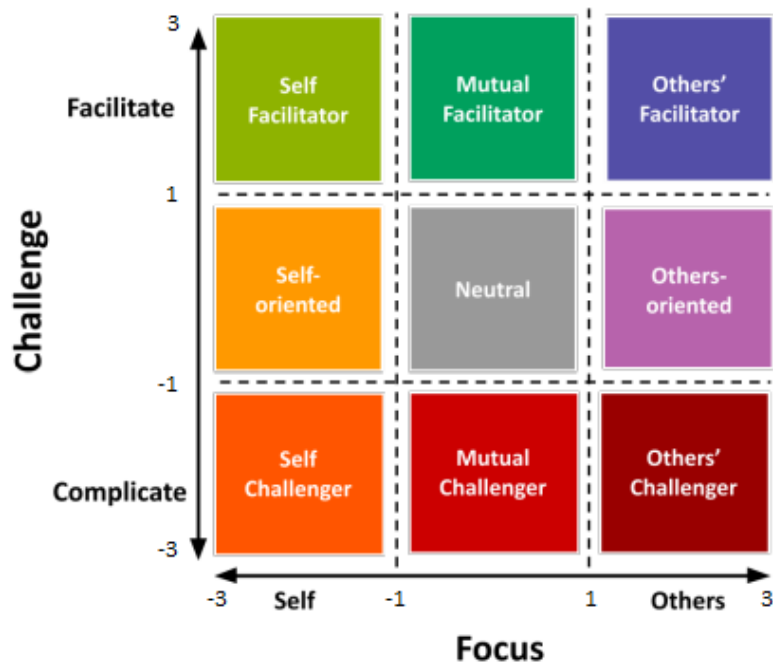 3
Facilitate
Self
Facilitator
Mutual
Facilitator
Others'
Facilitator
1
Challenge
Self-
oriented
Neutral
Others-
oriented
-1
Complicate
Self
Challenger
Mutual
Challenger
Others'
Challenger
-3
-3 Self -1 1 Others 3
Focus